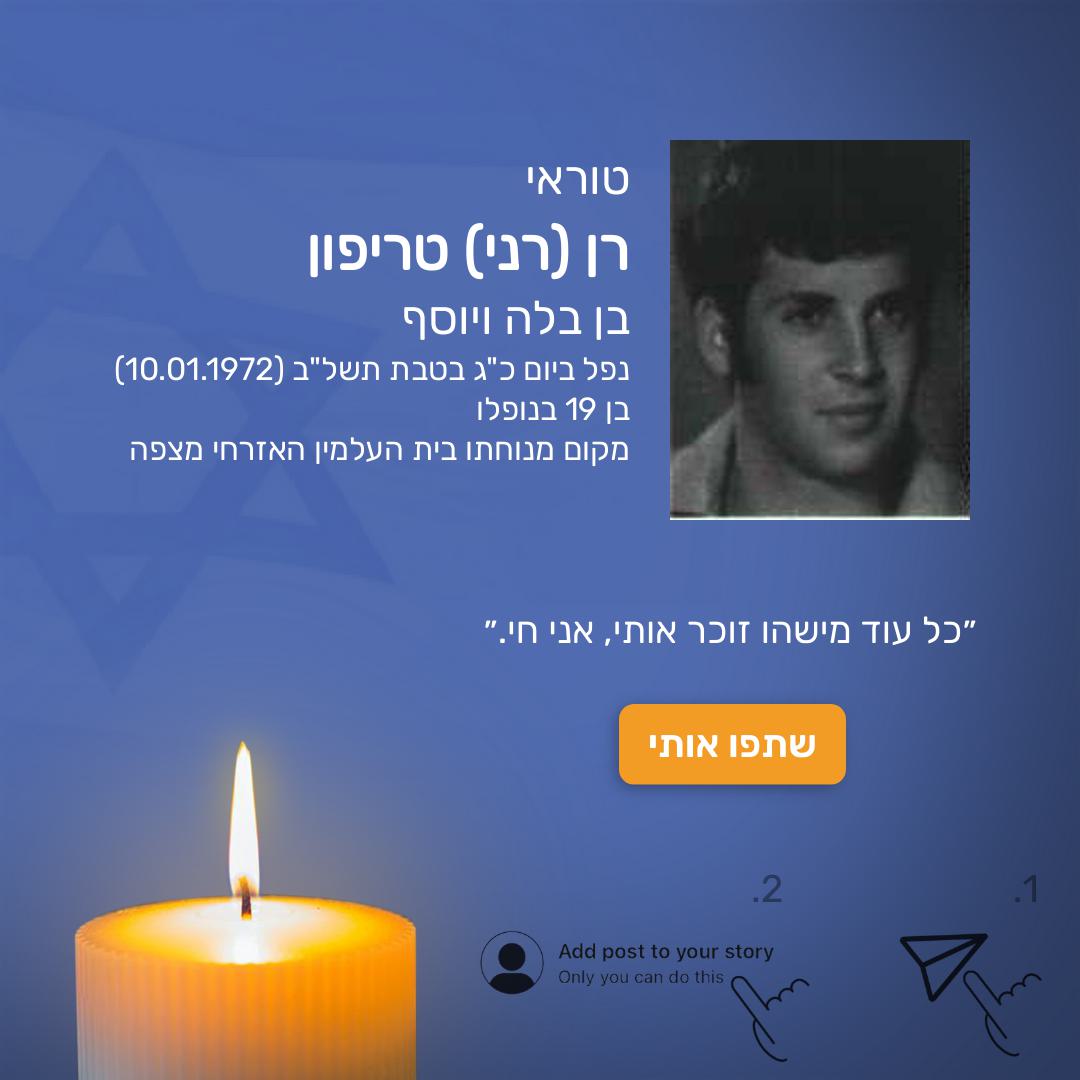 טוראי
רן (רני) טריפון
בן בלה ויוסף
נפל ביום כ"ג בטבת תשל"ב (10.01.1972)
בן 19 בנופלו
מקום מנוחתו בית העלמין האזרחי מצפה
״כל עוד מישהו זוכר אותי, אני חי.״
שתפו אותי
1.
2.
Add post to your story
Only you can do this